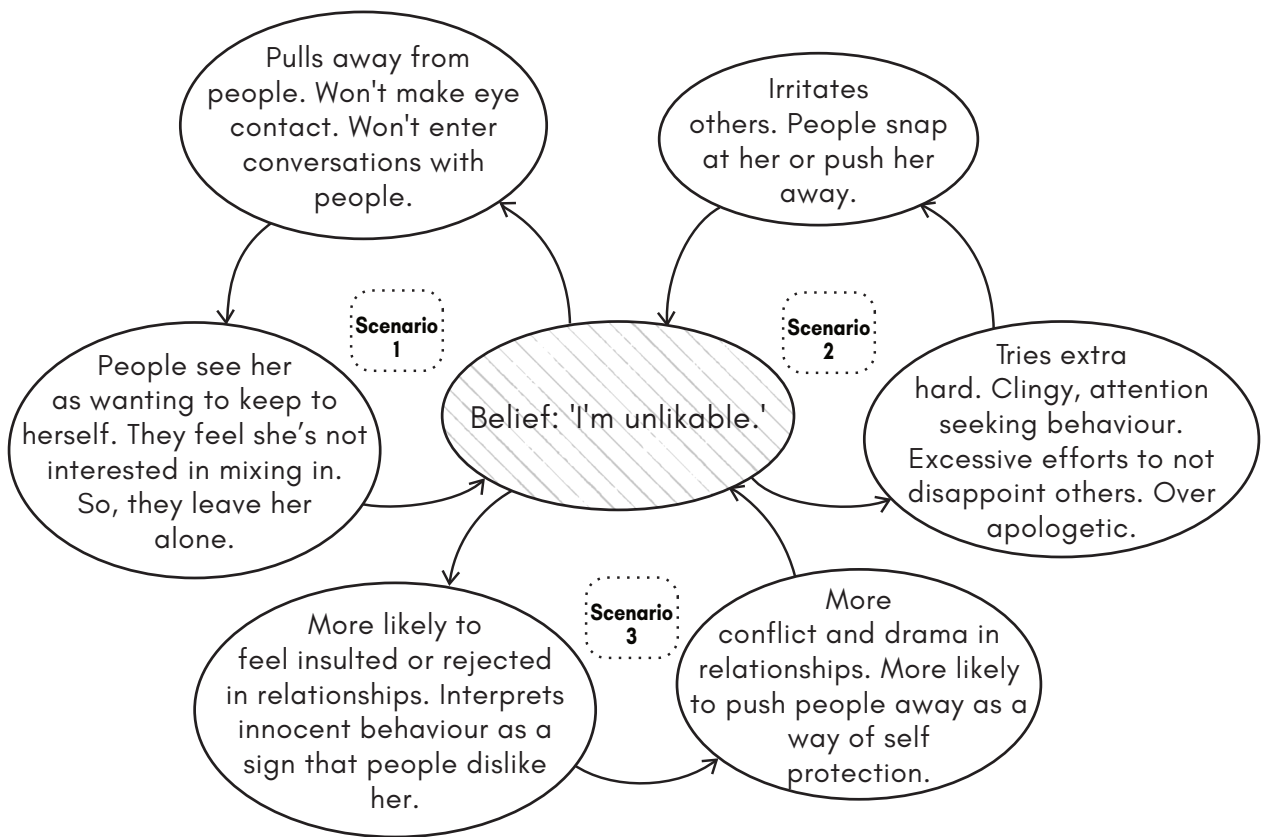 Pulls away from
people. Won't make eye
contact. Won't enter
conversations with
people.
Irritates
others. People snap
at her or push her
away.
Scenario
1
Scenario
2
People see her
as wanting to keep to
herself. They feel she’s not
interested in mixing in.
So, they leave her
alone.
Belief: 'I'm unlikable.'
Tries extra
hard. Clingy, attention
seeking behaviour.
Excessive efforts to not
disappoint others. Over
apologetic.
Scenario
3
More likely to
feel insulted or rejected
in relationships. Interprets
innocent behaviour as a
sign that people dislike
her.
More
conflict and drama in
relationships. More likely
to push people away as a
way of self
protection.